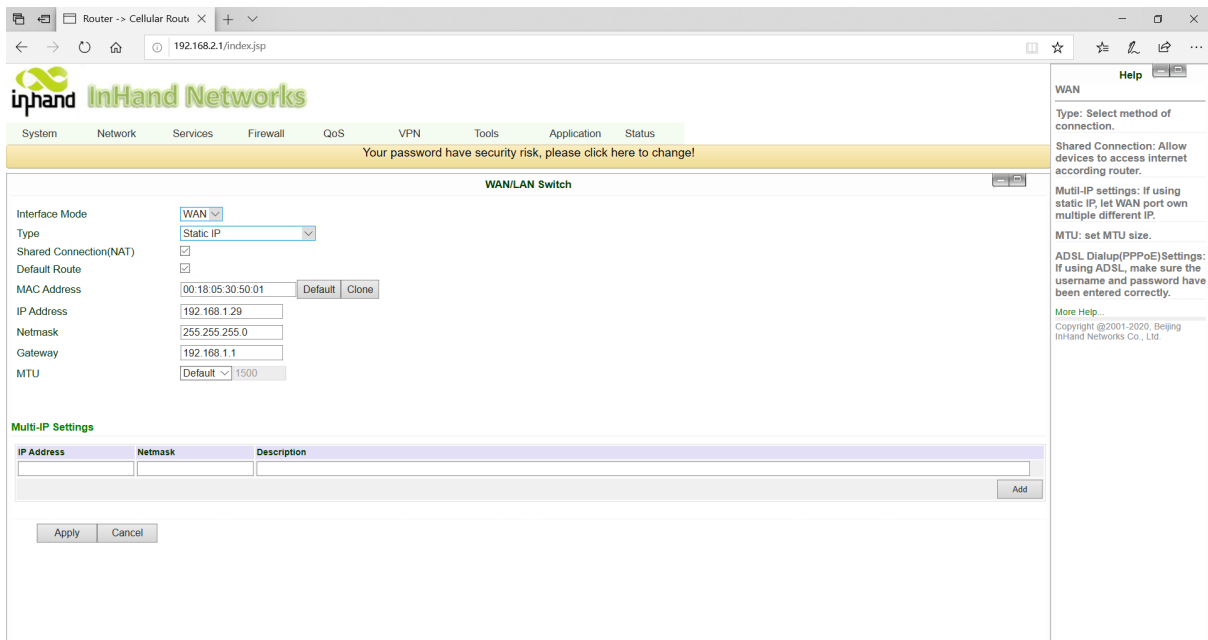 Router -> Cellular Route
192.168.2.1/index.jsp
inhand InHand Networks
System Network Services Firewall QoS VPN Tools Application Status
Your password have security risk, please click here to change!
WAN/LAN Switch
Interface Mode WAN
Type Static IP
Shared Connection(NAT)
Default Route
MAC Address 00:18:05:30:50:01 Default Clone
IP Address 192.168.1.29
Netmask 255.255.255.0
Gateway 192.168.1.1
MTU Default 1500
Multi-IP Settings
IP Address Netmask Description
Add
Apply Cancel
Help
WAN
Type: Select method of
connection.
Shared Connection: Allow
devices to access internet
according router.
Mutil-IP settings: If using
static IP, let WAN port own
multiple different IP.
MTU: set MTU size.
ADSL Dialup(PPPoE)Settings:
If using ADSL, make sure the
username and password have
been entered correctly.
More Help...
Copyright @2001-2020, Beijing
InHand Networks Co., Ltd.